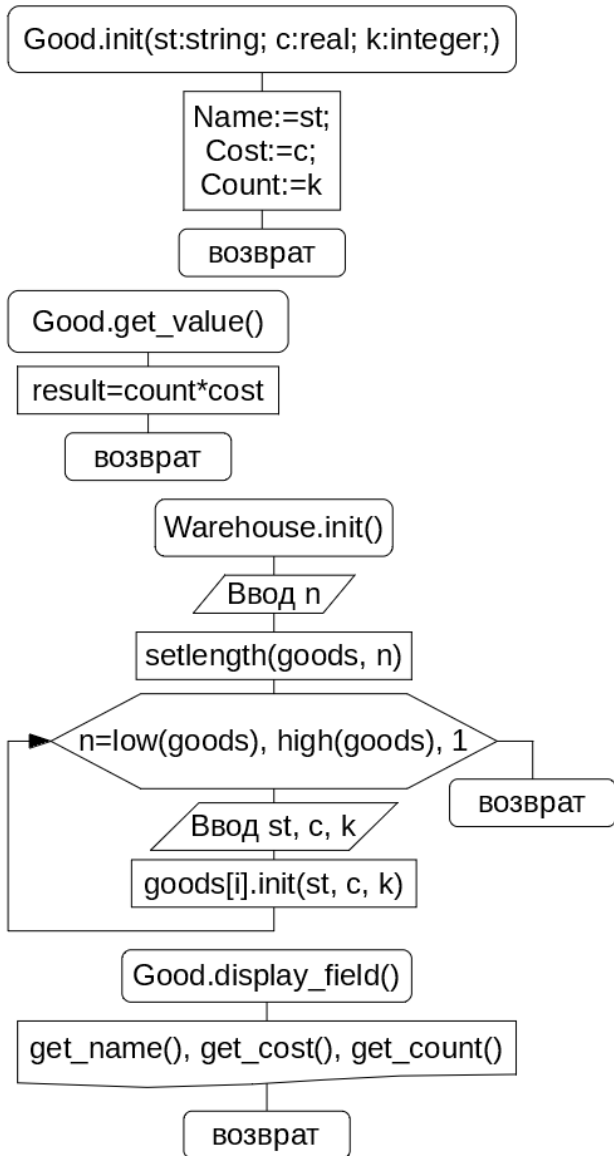 Good.init(st:string; c:real; k:integer;)
Name:=st;
Cost:=c;
Count:=k
возврат
Good.get_value()
result=count*cost
возврат
Warehouse.init()
Ввод n
setlength(goods, n)
n=low(goods), high(goods), 1
возврат
Ввод st, c, k
goods[i].init(st, c, k)
Good.display_field()
get_name(), get_cost(), get_count()
возврат